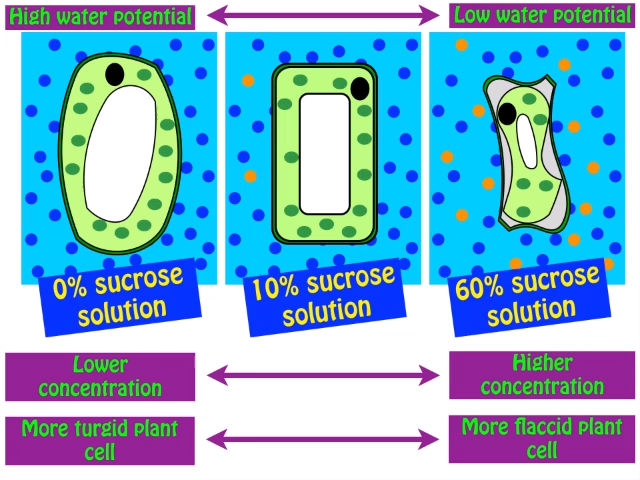 High water potential
Low water potential
0% sucrose
solution
10% sucrose
solution
60% sucrose
solution
Lower
concentration
Higher
concentration
More turgid plant
cell
More flaccid plant
cell